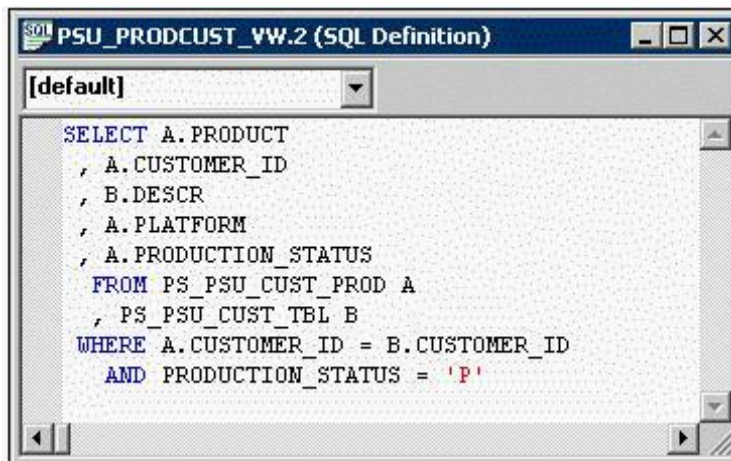 PSU_PRODCUST_VW.2 (SQL Definition)
[default]
SELECT A.PRODUCT
, A.CUSTOMER_ID
, B.DESCR
, A.PLATFORM
, A.PRODUCTION_STATUS
FROM PS_PSU_CUST_PROD A
, PS_PSU_CUST_TBL B
WHERE A.CUSTOMER_ID = B.CUSTOMER_ID
AND PRODUCTION_STATUS = 'P'